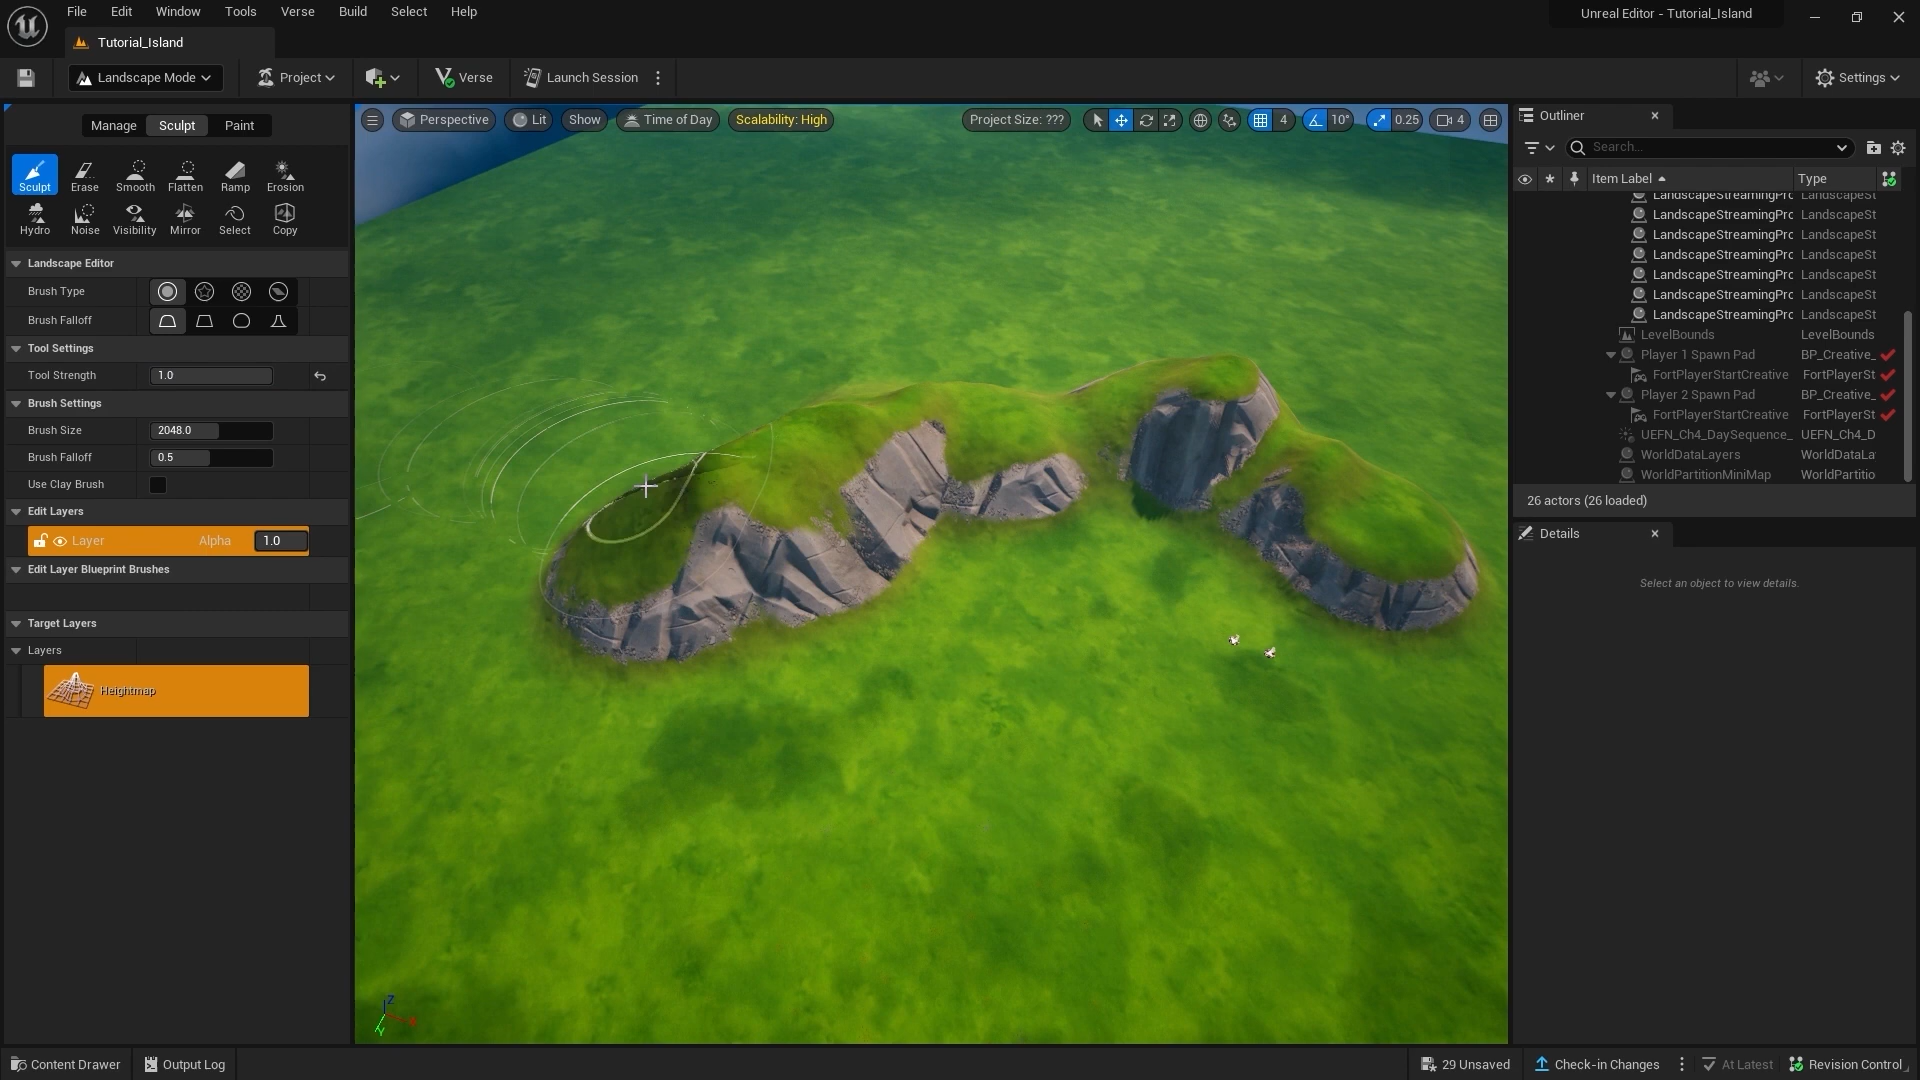 File Edit Window Tools Verse Build Select Help
Unreal Editor - Tutorial_Island
Tutorial_Island
Landscape Mode Project Verse Launch Session Settings
Manage Sculpt Paint
Sculpt Erase Smooth Flatten Ramp Erosion
Hydro Noise Visibility Mirror Select Copy
Landscape Editor
Brush Type
Brush Falloff
Tool Settings
Tool Strength 1.0
Brush Settings
Brush Size 2048.0
Brush Falloff 0.5
Use Clay Brush
Edit Layers
Layer Alpha 1.0
Edit Layer Blueprint Brushes
Target Layers
Layers
Heightmap
Perspective Lit Show Time of Day Scalability: High Project Size: ??? 4 10° 0.25 4
Z
X
Y
Outliner
Search...
Item Label Type
LandscapeStreamingPrc LandscapeSt
LandscapeStreamingPrc LandscapeSt
LandscapeStreamingPrc LandscapeSt
LandscapeStreamingPrc LandscapeSt
LandscapeStreamingPrc LandscapeSt
LandscapeStreamingPrc LandscapeSt
LandscapeStreamingPrc LandscapeSt
LevelBounds LevelBounds
Player 1 Spawn Pad BP_Creative_
FortPlayerStartCreative FortPlayerSt
Player 2 Spawn Pad BP_Creative_
FortPlayerStartCreative FortPlayerSt
UEFN_Ch4_DaySequence_ UEFN_Ch4_D
WorldDataLayers WorldDataLa
WorldPartitionMiniMap WorldPartitio
26 actors (26 loaded)
Details
Select an object to view details.
Content Drawer Output Log 29 Unsaved Check-in Changes At Latest Revision Control